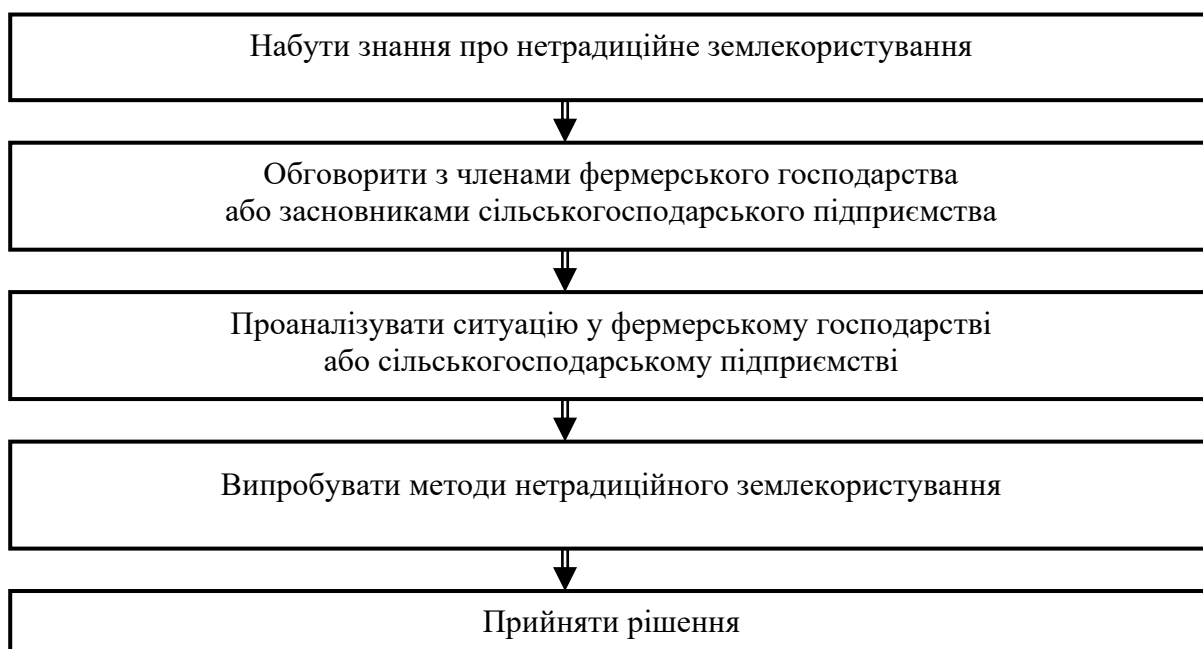 Набути знання про нетрадиційне землекористування
Обговорити з членами фермерського господарства
або засновниками сільськогосподарського підприємства
Проаналізувати ситуацію у фермерському господарстві
або сільськогосподарському підприємстві
Випробувати методи нетрадиційного землекористування
Прийняти рішення